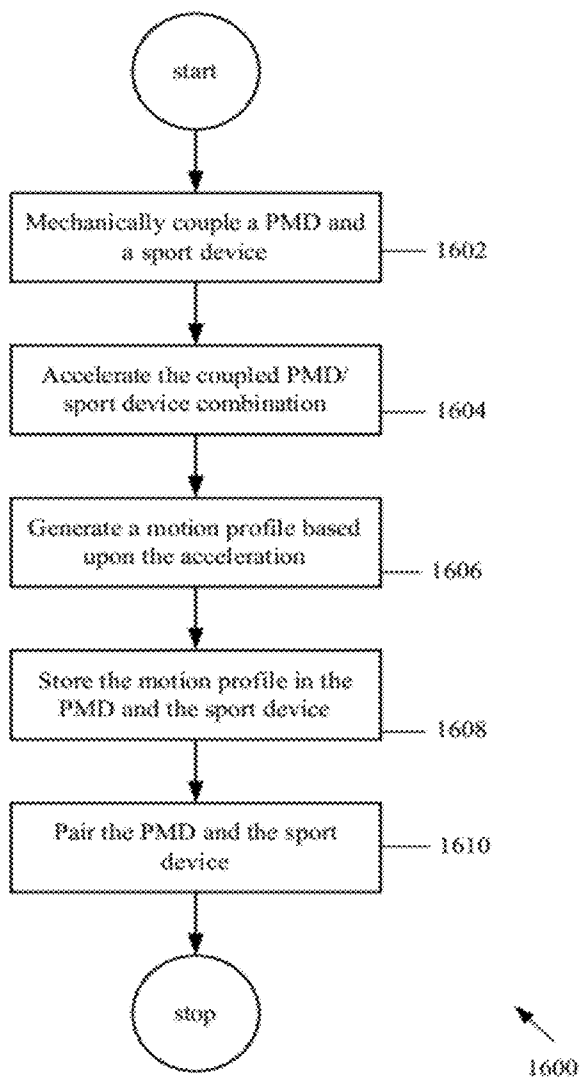 start
Mechanically couple a PMD and
a sport device
1602
Accelerate the coupled PMD/
sport device combination
1604
Generate a motion profile based
upon the acceleration
1606
Store the motion profile in the
PMD and the sport device
1608
Pair the PMD and the sport
device
1610
stop
1600